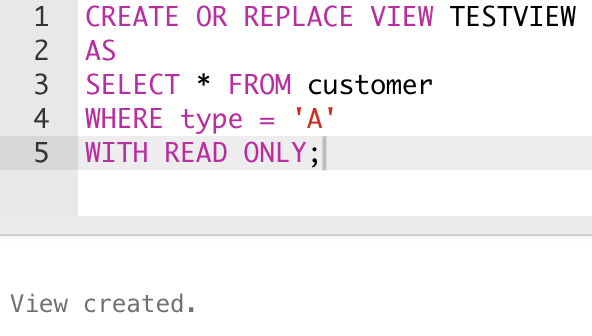 1 CREATE OR REPLACE VIEW TESTVIEW
2 AS
3 SELECT * FROM customer
4 WHERE type = 'A'
5 WITH READ ONLY;
View created.